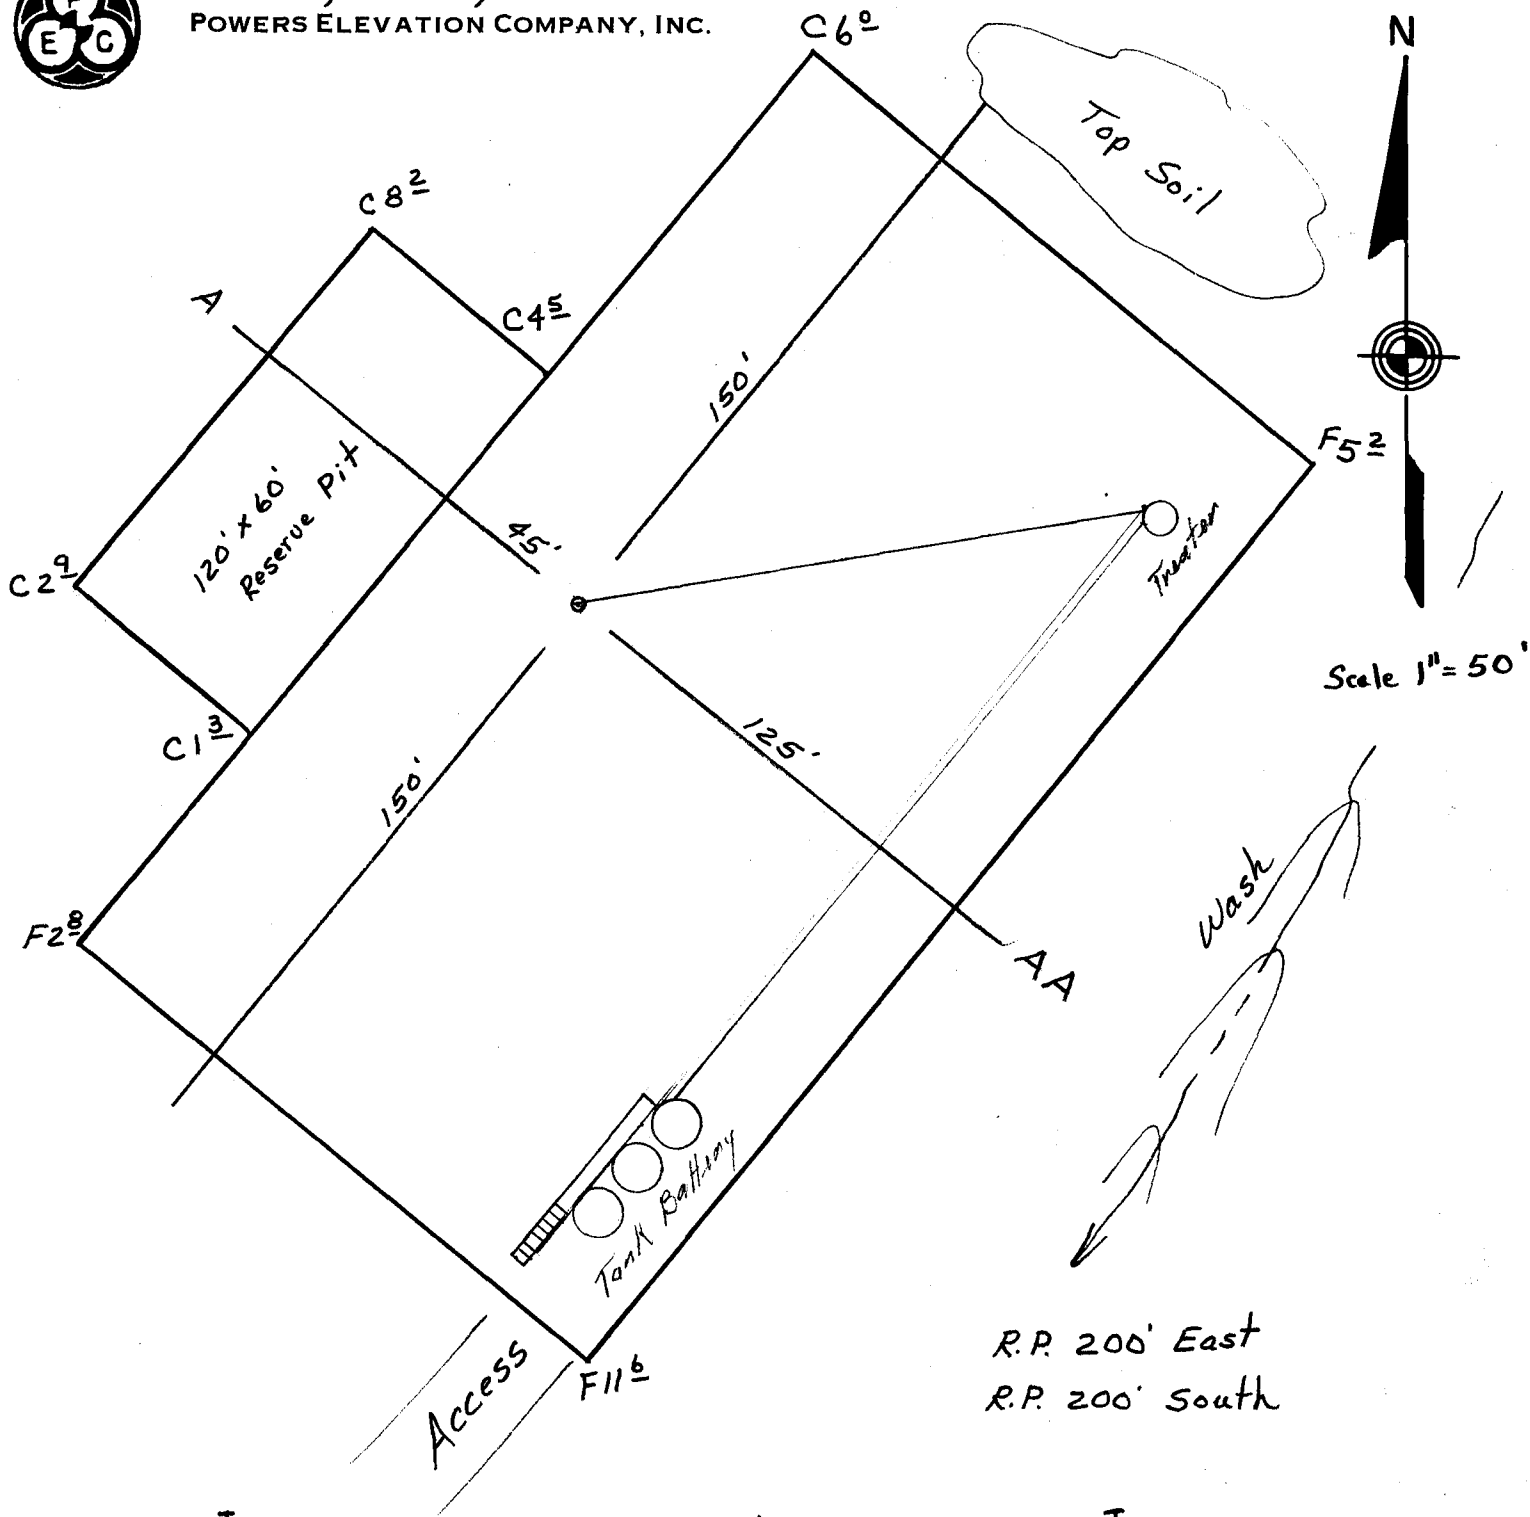 P
E C
POWERS ELEVATION COMPANY, INC.
C6⁰
N
Top Soil
C8²
A
C4⁵
150'
F5²
120' x 60'
Reserve Pit
45'
Treater
C2⁹
Scale 1"=50'
C1³
125'
150'
Wash
F2⁸
AA
Tank Battery
R.P. 200' East
R.P. 200' South
Access
F11⁶